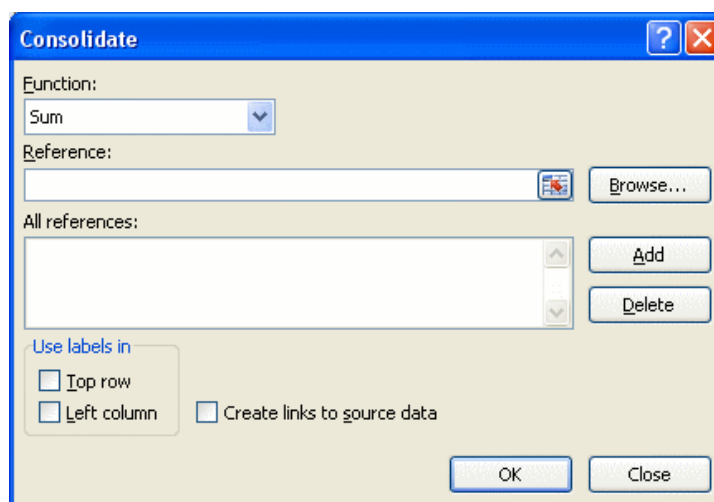 Consolidate
Function:
Sum
Reference:
Browse...
All references:
Add
Delete
Use labels in
Top row
Left column
Create links to source data
OK
Close